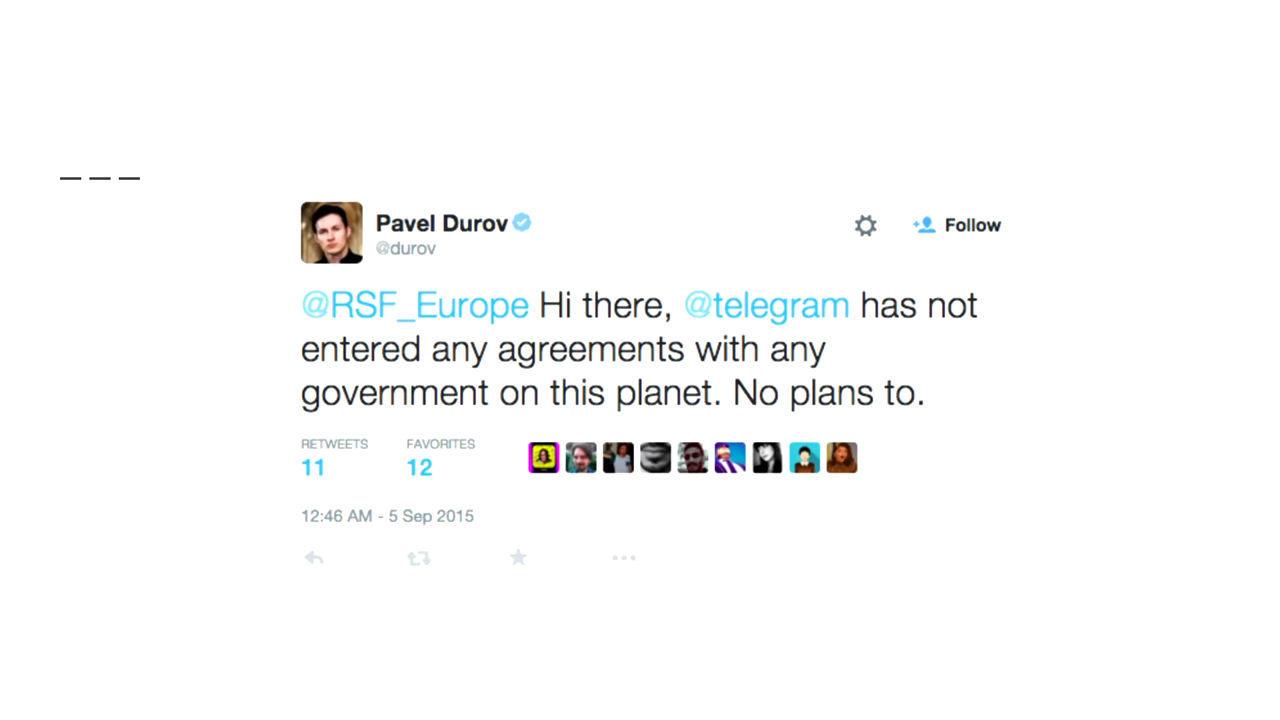 Pavel Durov
@durov
Follow
@RSF_Europe Hi there, @telegram has not
entered any agreements with any
government on this planet. No plans to.
RETWEETS FAVORITES
11 12
12:46 AM - 5 Sep 2015